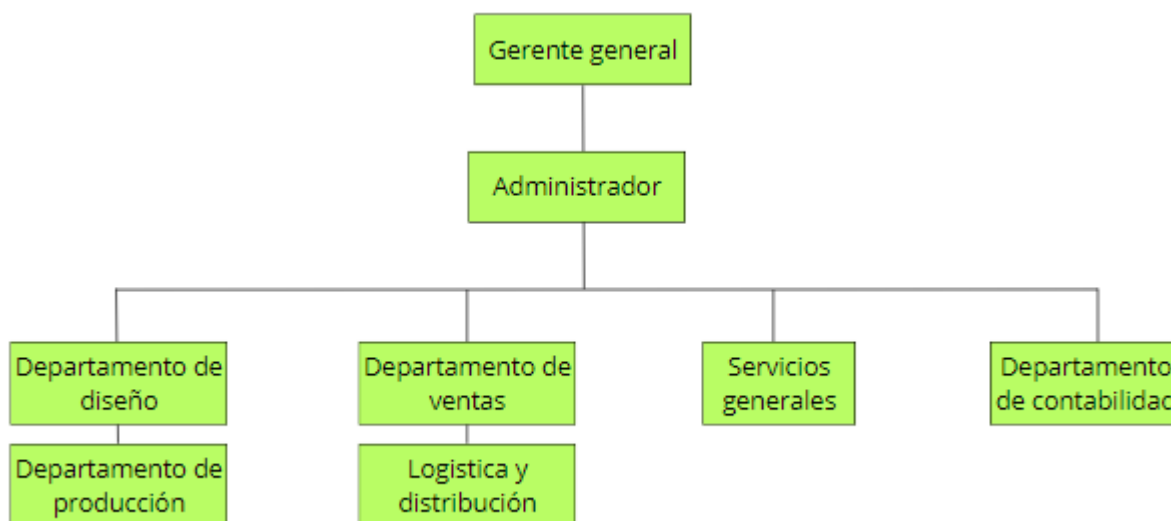 Gerente general
Administrador
Departamento de
diseño
Departamento de
ventas
Servicios
generales
Departamento
de contabilidad
Departamento de
producción
Logistica y
distribución